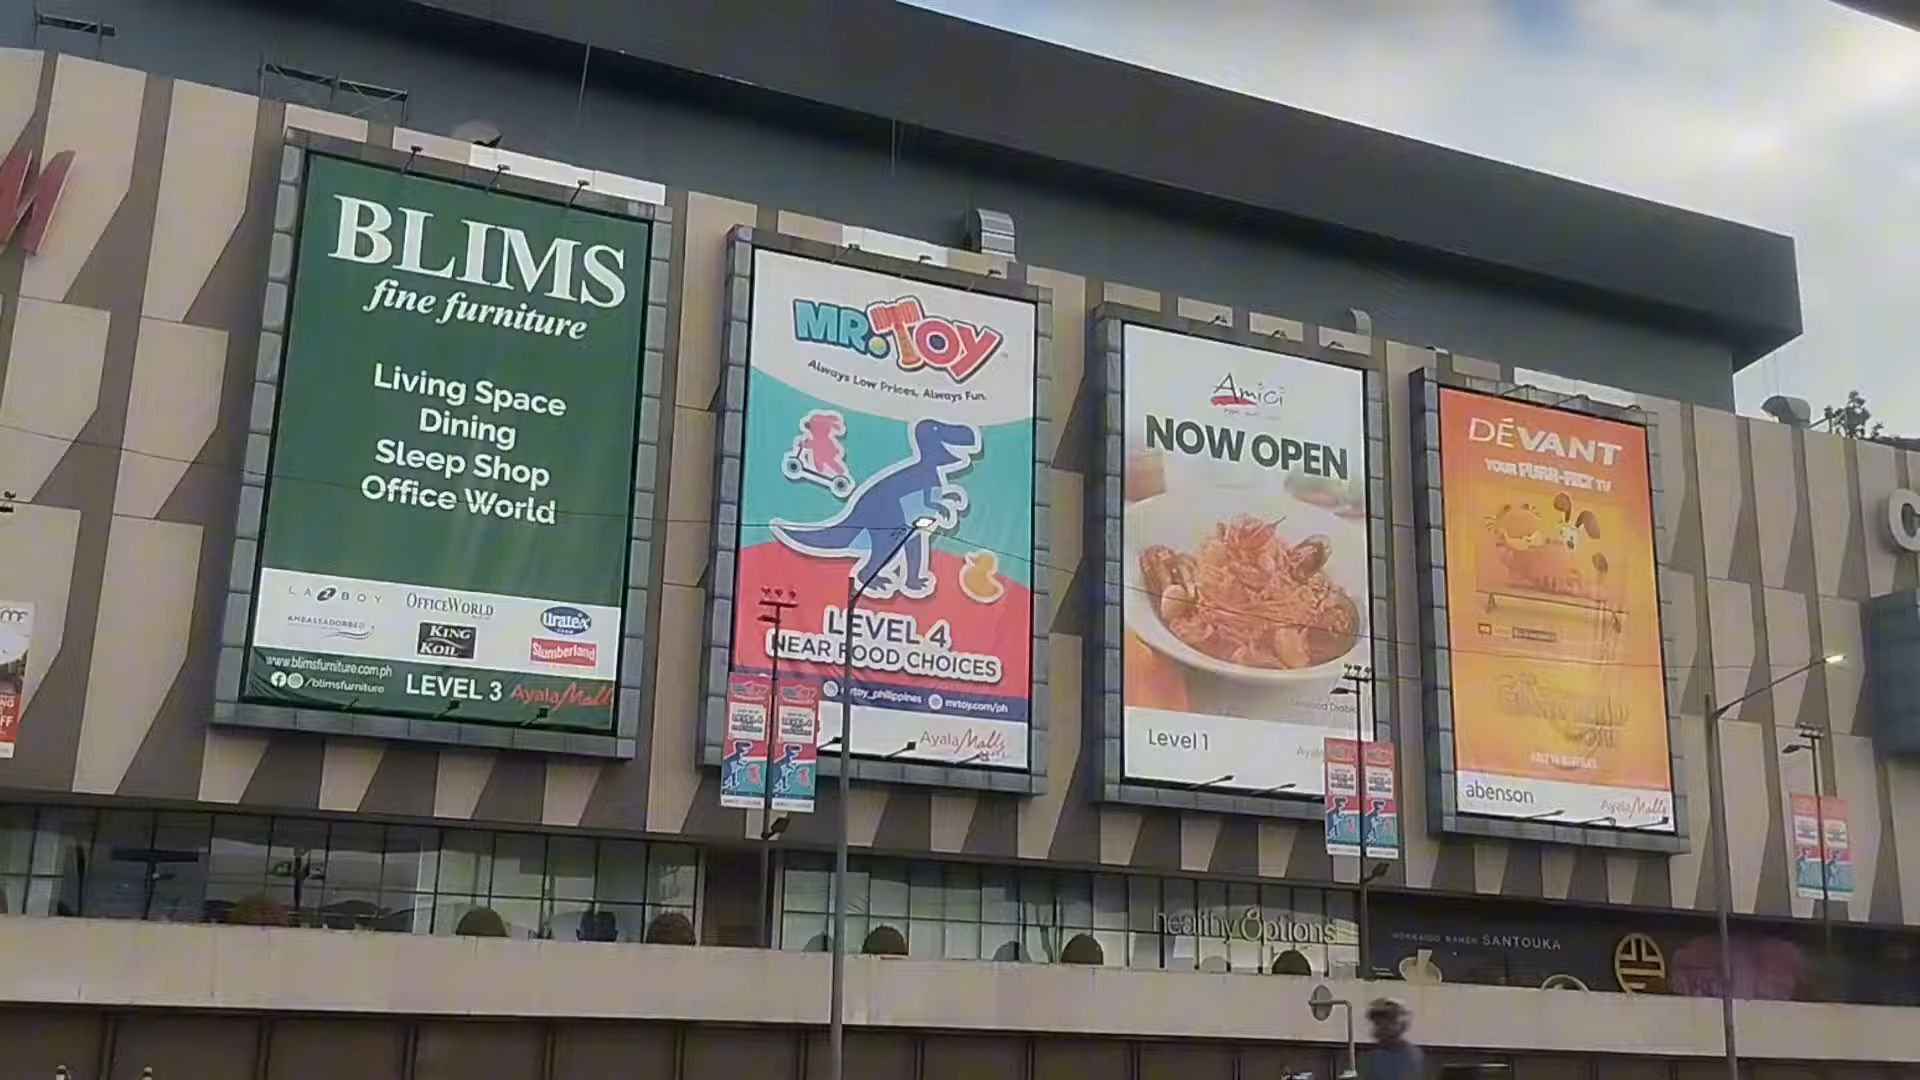 BLIMS
fine furniture
Living Space
Dining
Sleep Shop
Office World
LA Z BOY
OFFICEWORLD
uratex
AMBASSADORBED
KING
KOIL
Slumberland
www.blimsfurniture.com.ph
/blimsfurniture
LEVEL 3
AyalaMalls
MR. TOY
Always Low Prices, Always Fun.
LEVEL 4
NEAR FOOD CHOICES
mrtoy_philippines
mrtoy.com/ph
AyalaMalls
Amici
NOW OPEN
Level 1
DÉVANT
YOUR PURR-FECT TV
abenson
AyalaMalls
healthy Options
HOKKAIDO RAMEN SANTOUKA